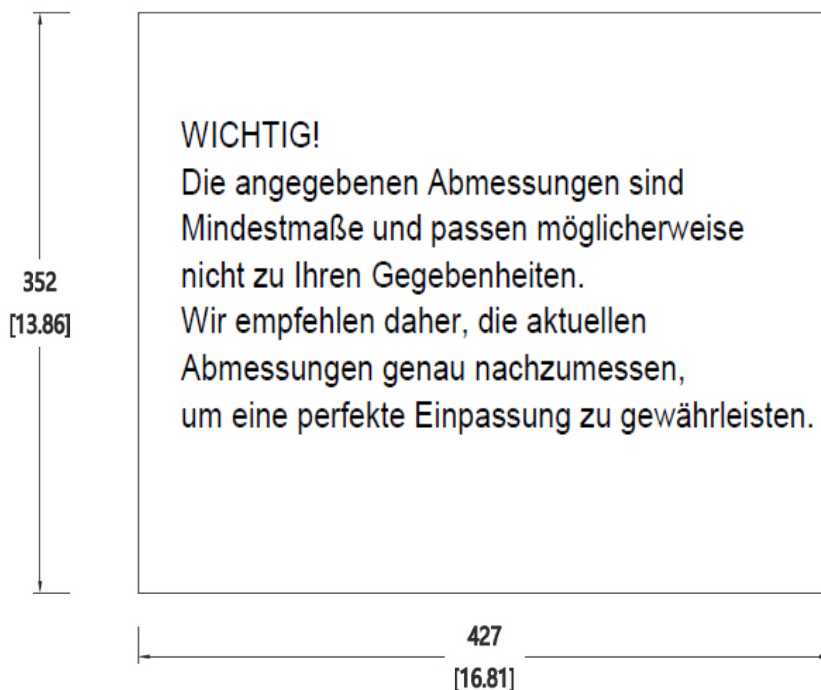 WICHTIG!
Die angegebenen Abmessungen sind
Mindestmaße und passen möglicherweise
nicht zu Ihren Gegebenheiten.
Wir empfehlen daher, die aktuellen
Abmessungen genau nachzumessen,
um eine perfekte Einpassung zu gewährleisten.
352
[13.86]
427
[16.81]